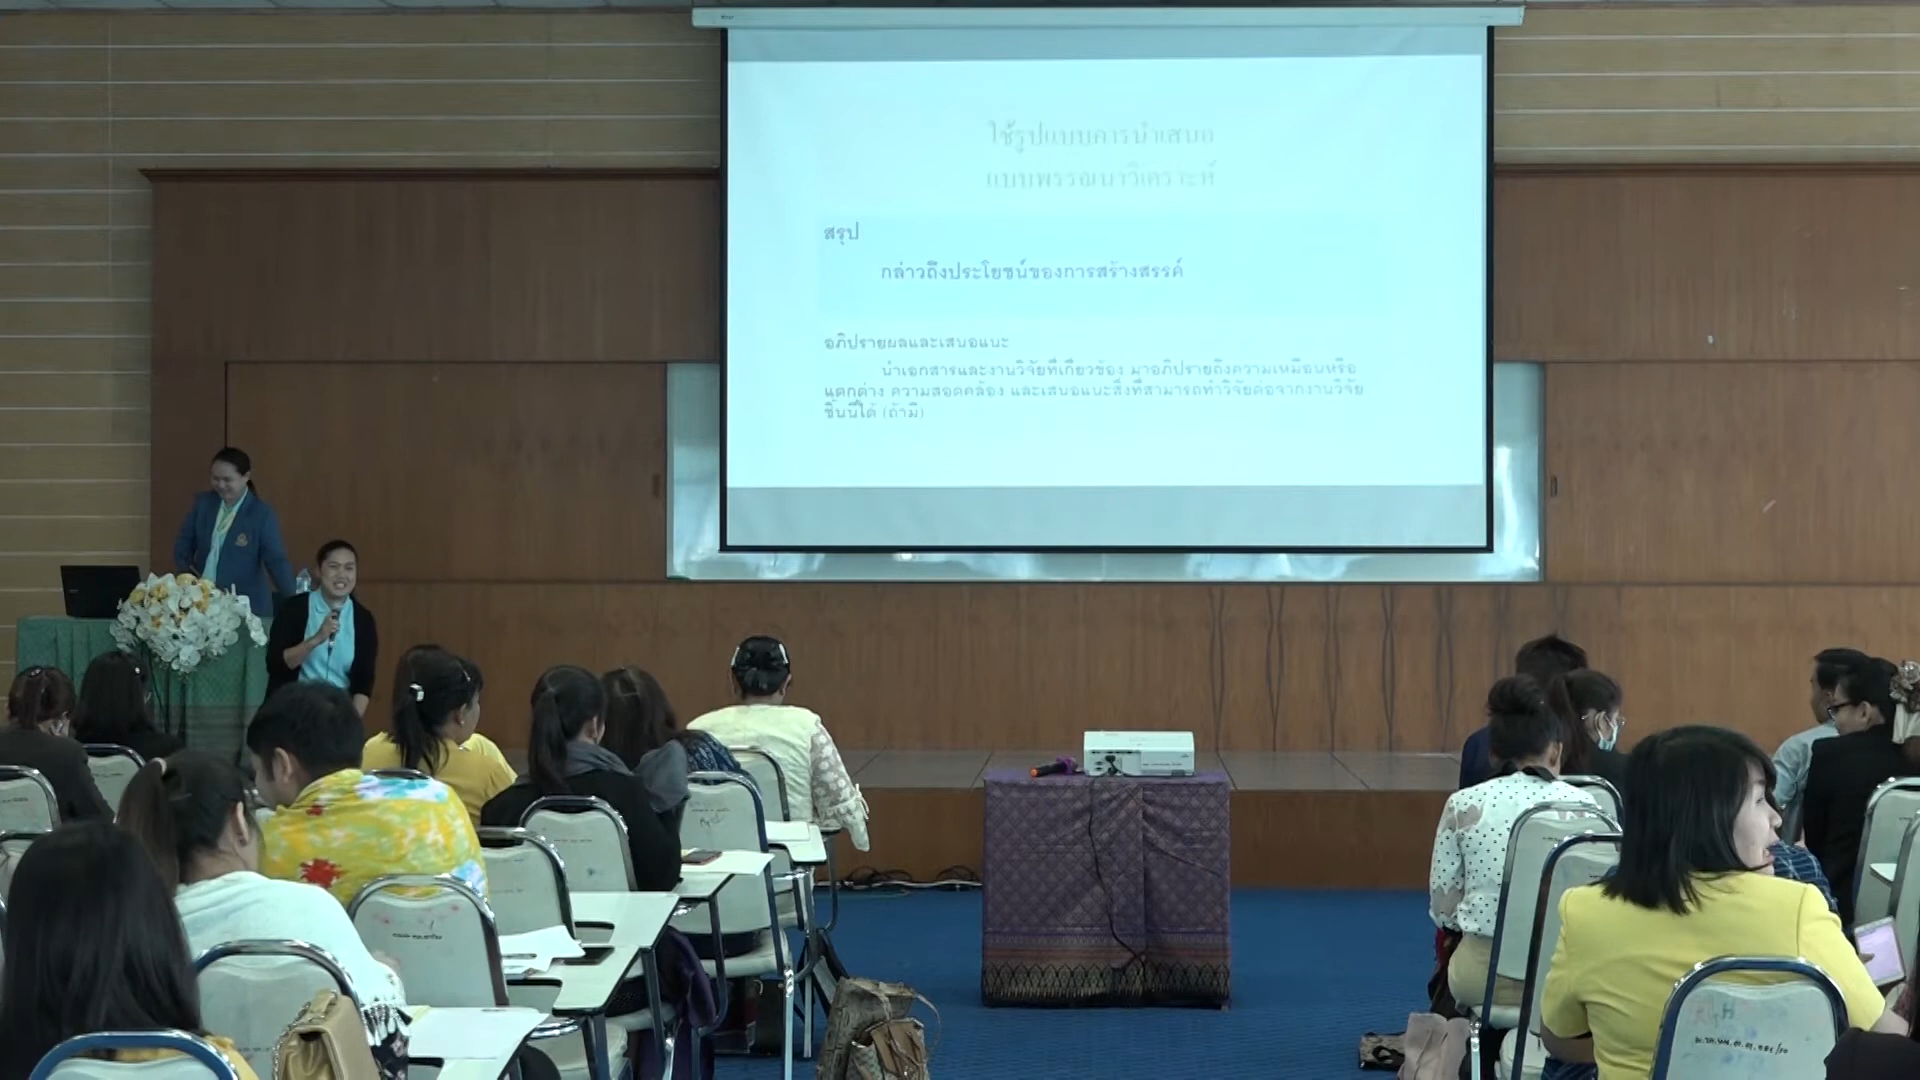 ใช้รูปแบบการนำเสนอ
แบบพรรณนาวิเคราะห์
สรุป
กล่าวถึงประโยชน์ของการสร้างสรรค์
อภิปรายผลและเสนอแนะ
นำเอกสารและงานวิจัยที่เกี่ยวข้อง มาอภิปรายถึงความเหมือนหรือ
แตกต่าง ความสอดคล้อง และเสนอแนะสิ่งที่สามารถทำวิจัยต่อจากงานวิจัย
ชิ้นนี้ได้ (ถ้ามี)